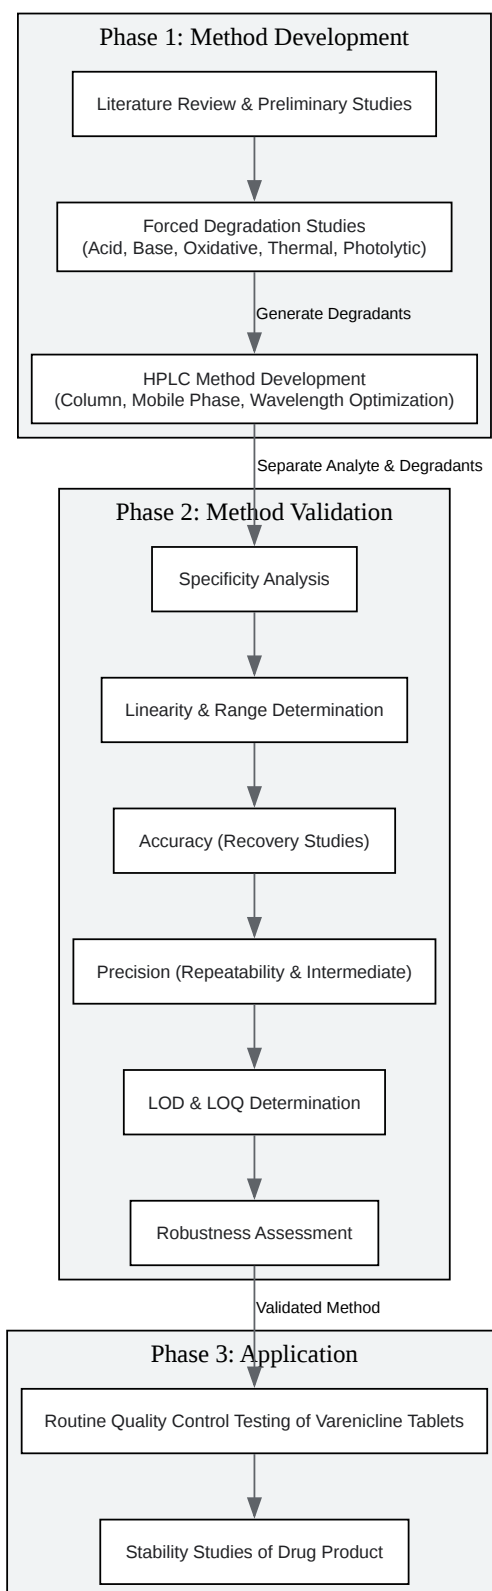 Phase 1: Method Development
Literature Review & Preliminary Studies
Forced Degradation Studies
(Acid, Base, Oxidative, Thermal, Photolytic)
Generate Degradants
HPLC Method Development
(Column, Mobile Phase, Wavelength Optimization)
Separate Analyte & Degradants
Phase 2: Method Validation
Specificity Analysis
Linearity & Range Determination
Accuracy (Recovery Studies)
Precision (Repeatability & Intermediate)
LOD & LOQ Determination
Robustness Assessment
Validated Method
Phase 3: Application
Routine Quality Control Testing of Varenicline Tablets
Stability Studies of Drug Product